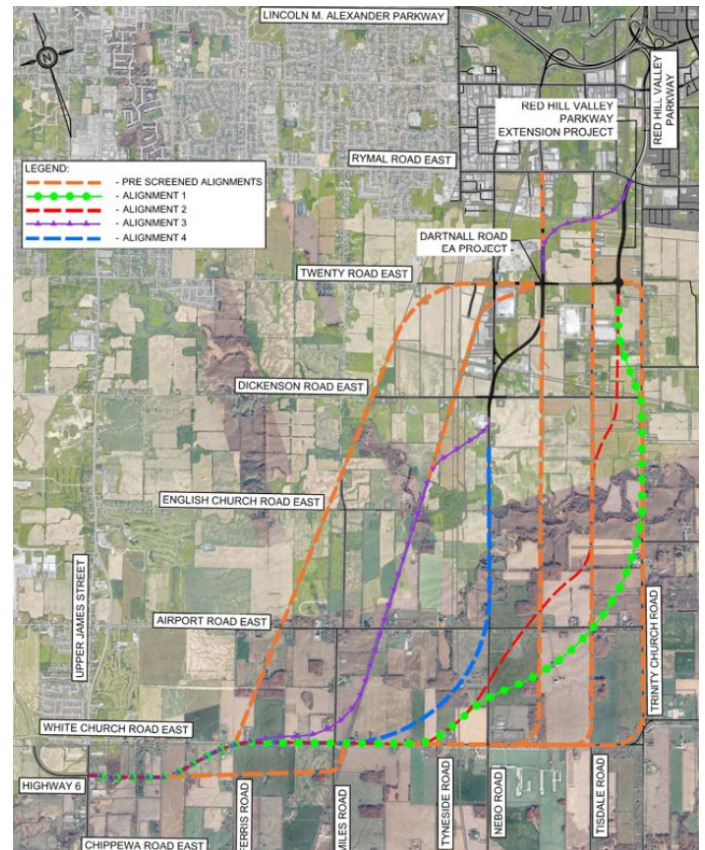 LINCOLN M. ALEXANDER PARKWAY
N
RED HILL VALLEY
PARKWAY
EXTENSION PROJECT
RED HILL VALLEY
PARKWAY
RYMAL ROAD EAST
LEGEND:
- PRE SCREENED ALIGNMENTS
- ALIGNMENT 1
- ALIGNMENT 2
- ALIGNMENT 3
- ALIGNMENT 4
DARTNALL ROAD
EA PROJECT
TWENTY ROAD EAST
DICKENSON ROAD EAST
ENGLISH CHURCH ROAD EAST
UPPER JAMES STREET
AIRPORT ROAD EAST
TRINITY CHURCH ROAD
WHITE CHURCH ROAD EAST
HIGHWAY 6
FERRIS ROAD
MILES ROAD
TYNESIDE ROAD
NEBO ROAD
TISDALE ROAD
CHIPPEWA ROAD EAST